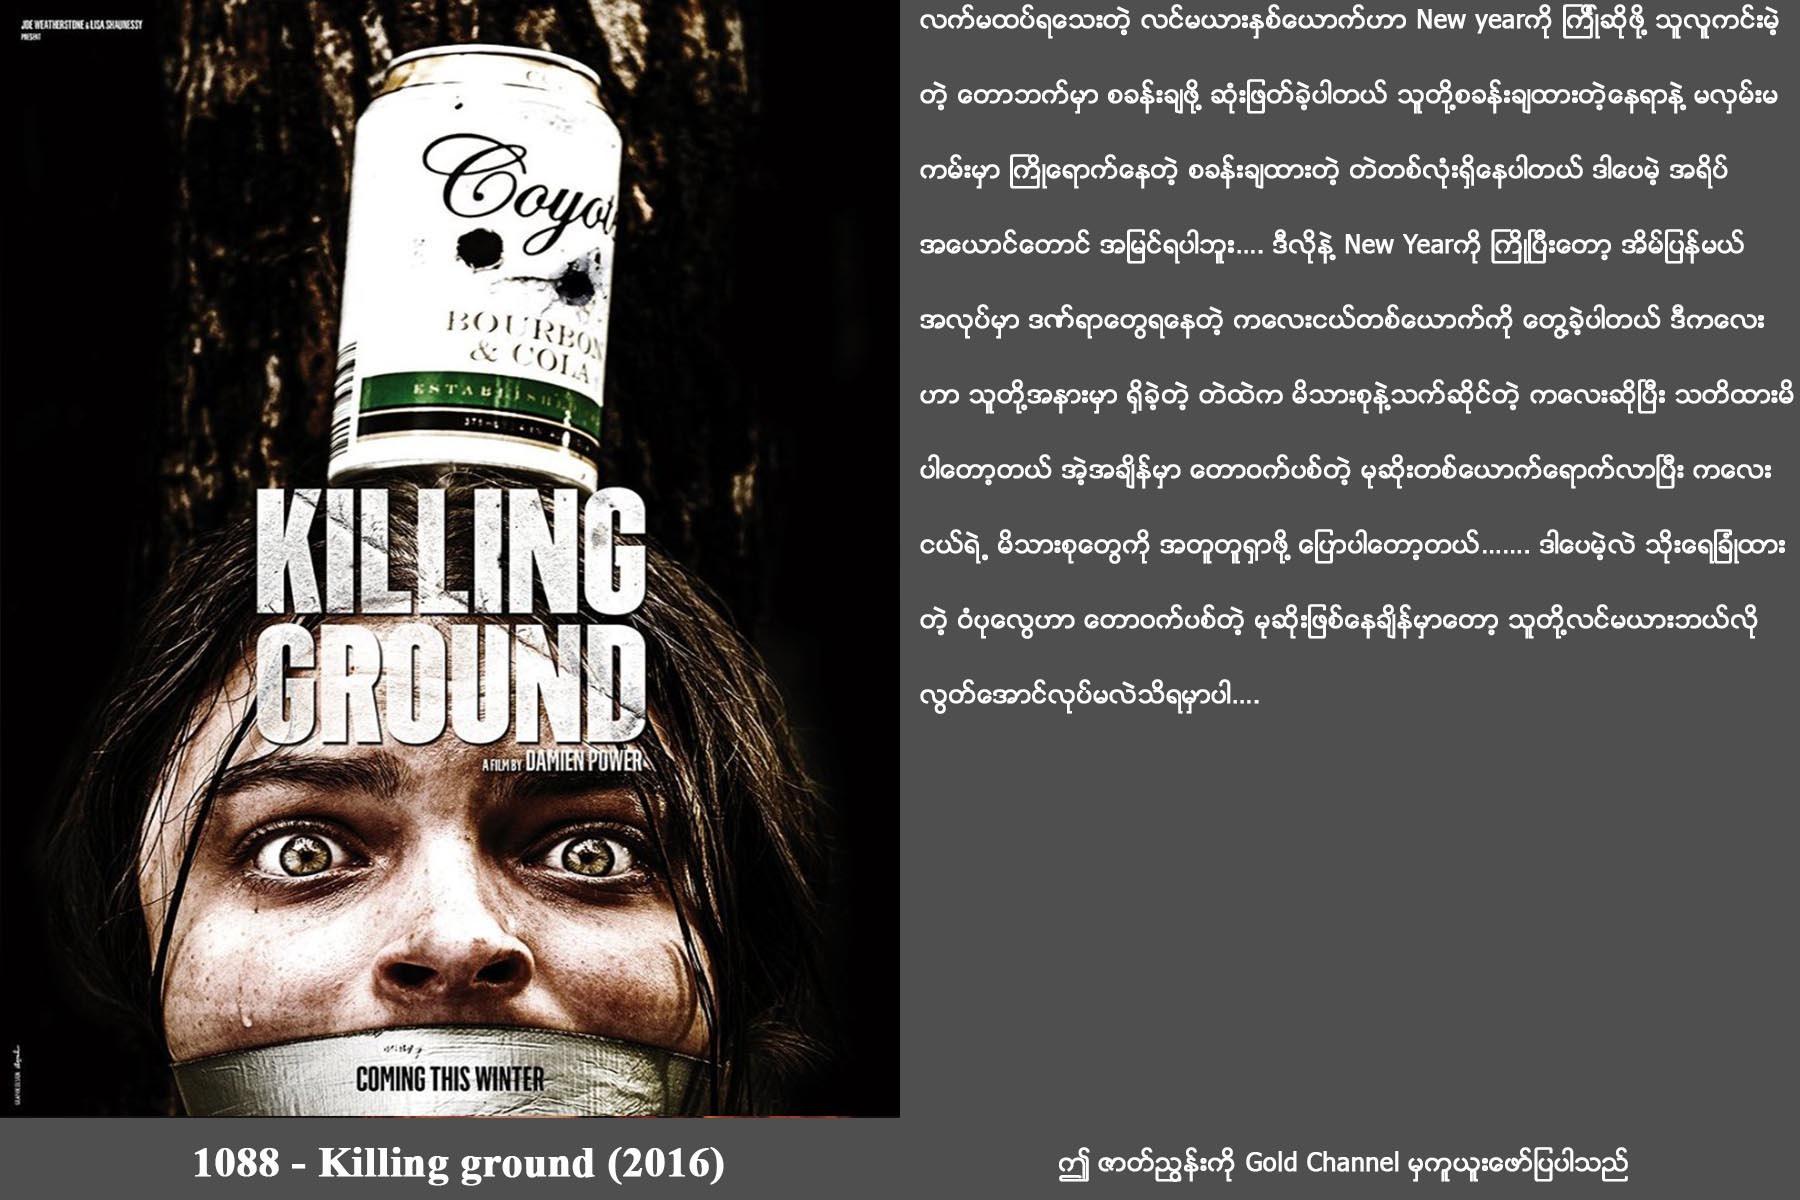 JOE WEATHERSTONE & LISA SHAUNESSY
PRESENT
Coyot
BOURBON
& COLA
KILLING
GROUND
A FILM BY DAMIEN POWER
COMING THIS WINTER
1088 - Killing ground (2016)
လက်မထပ်ရသေးတဲ့ လင်မယားနှစ်ယောက်ဟာ New yearကို ကြိုဆိုဖို့ သူလူကင်းမဲ့
တဲ့ တောဘက်မှာ စခန်းချဖို့ ဆုံးဖြတ်ခဲ့ပါတယ် သူတို့စခန်းချထားတဲ့နေရာနဲ့ မလှမ်းမ
ကမ်းမှာ ကြိုရောက်နေတဲ့ စခန်းချထားတဲ့ တဲတစ်လုံးရှိနေပါတယ် ဒါပေမဲ့ အရိပ်
အယောင်တောင် အမြင်ရပါဘူး.... ဒီလိုနဲ့ New Yearကို ကြိုပြီးတော့ အိမ်ပြန်မယ်
အလုပ်မှာ ဒဏ်ရာတွေရနေတဲ့ ကလေးငယ်တစ်ယောက်ကို တွေ့ခဲ့ပါတယ် ဒီကလေး
ဟာ သူတို့အနားမှာ ရှိခဲ့တဲ့ တဲထဲက မိသားစုနဲ့သက်ဆိုင်တဲ့ ကလေးဆိုပြီး သတိထားမိ
ပါတော့တယ် အဲ့အချိန်မှာ တောဝက်ပစ်တဲ့ မုဆိုးတစ်ယောက်ရောက်လာပြီး ကလေး
ငယ်ရဲ့ မိသားစုတွေကို အတူတူရှာဖို့ ပြောပါတော့တယ်....... ဒါပေမဲ့လဲ သိုးရေခြုံထား
တဲ့ ဝံပုလွေဟာ တောဝက်ပစ်တဲ့ မုဆိုးဖြစ်နေချိန်မှာတော့ သူတို့လင်မယားဘယ်လို
လွတ်အောင်လုပ်မလဲသိရမှာပါ....
ဤ ဇာတ်ညွှန်းကို Gold Channel မှကူယူးဖော်ပြပါသည်